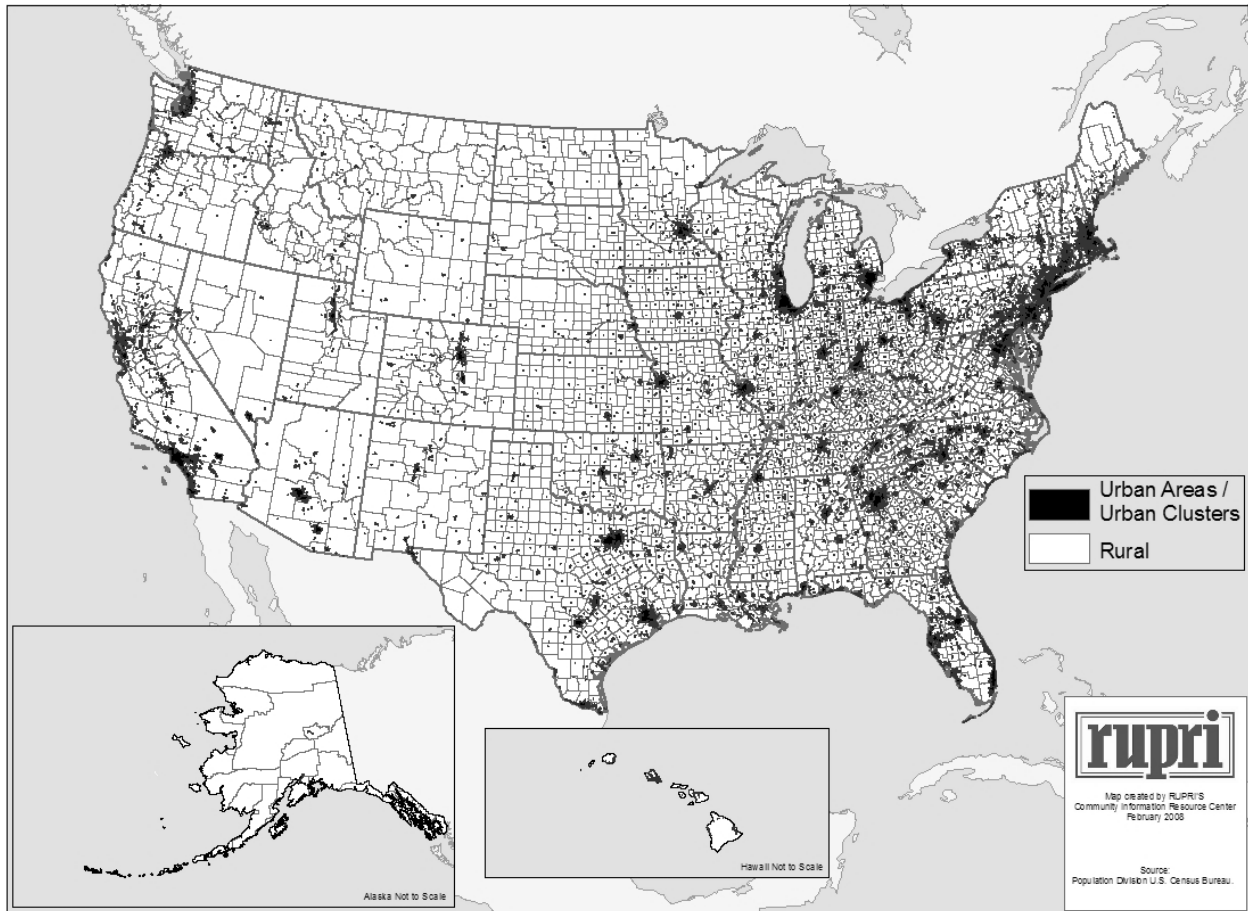 Urban Areas /
Urban Clusters
Rural
rupri
Map created by RUPRI'S
Community Information Resource Center
February 2008
Source:
Population Division U.S. Census Bureau.
Alaska Not to Scale
Hawaii Not to Scale